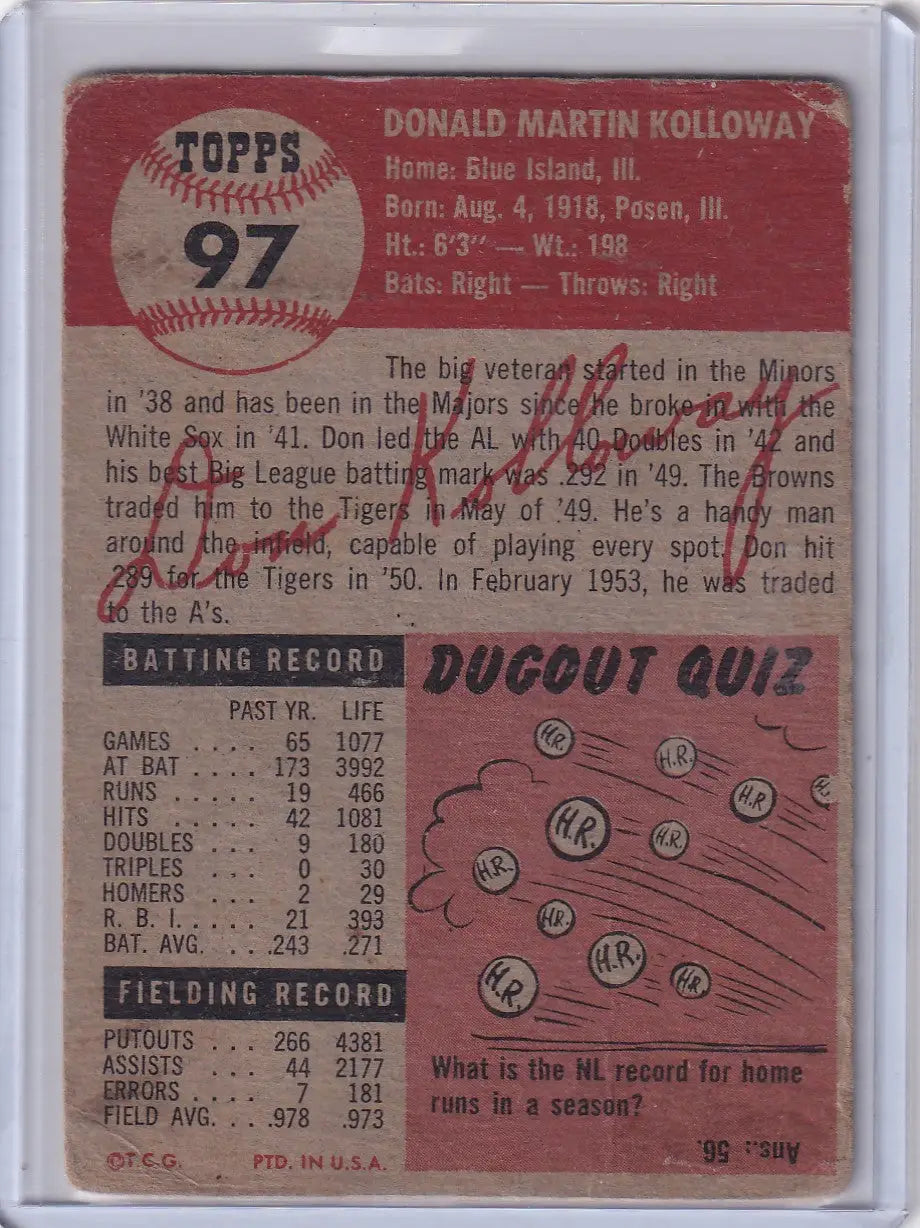 TOPPS
97
DONALD MARTIN KOLLOWAY
Home: Blue Island, Ill.
Born: Aug. 4, 1918, Posen, Ill.
Ht.: 6'3" — Wt.: 198
Bats: Right — Throws: Right
The big veteran started in the Minors
in '38 and has been in the Majors since he broke in with the
White Sox in '41. Don led the AL with 40 Doubles in '42 and
his best Big League batting mark was .292 in '49. The Browns
traded him to the Tigers in May of '49. He's a handy man
around the infield, capable of playing every spot. Don hit
.289 for the Tigers in '50. In February 1953, he was traded
to the A's.
Don Kolloway
BATTING RECORD
PAST YR. LIFE
GAMES .... 65 1077
AT BAT .... 173 3992
RUNS ..... 19 466
HITS ..... 42 1081
DOUBLES .. 9 180
TRIPLES ... 0 30
HOMERS ... 2 29
R. B. I. .... 21 393
BAT. AVG. . . .243 .271
FIELDING RECORD
PUTOUTS ... 266 4381
ASSISTS ... 44 2177
ERRORS .... 7 181
FIELD AVG. . . .978 .973
©T.C.G. PTD. IN U.S.A.
DUGOUT QUIZ
H.R.
H.R.
H.R
H.R.
H.R.
H.R.
H.R.
H.R.
H.R.
H.R.
H.R.
What is the NL record for home
runs in a season?
Ans.: 56.